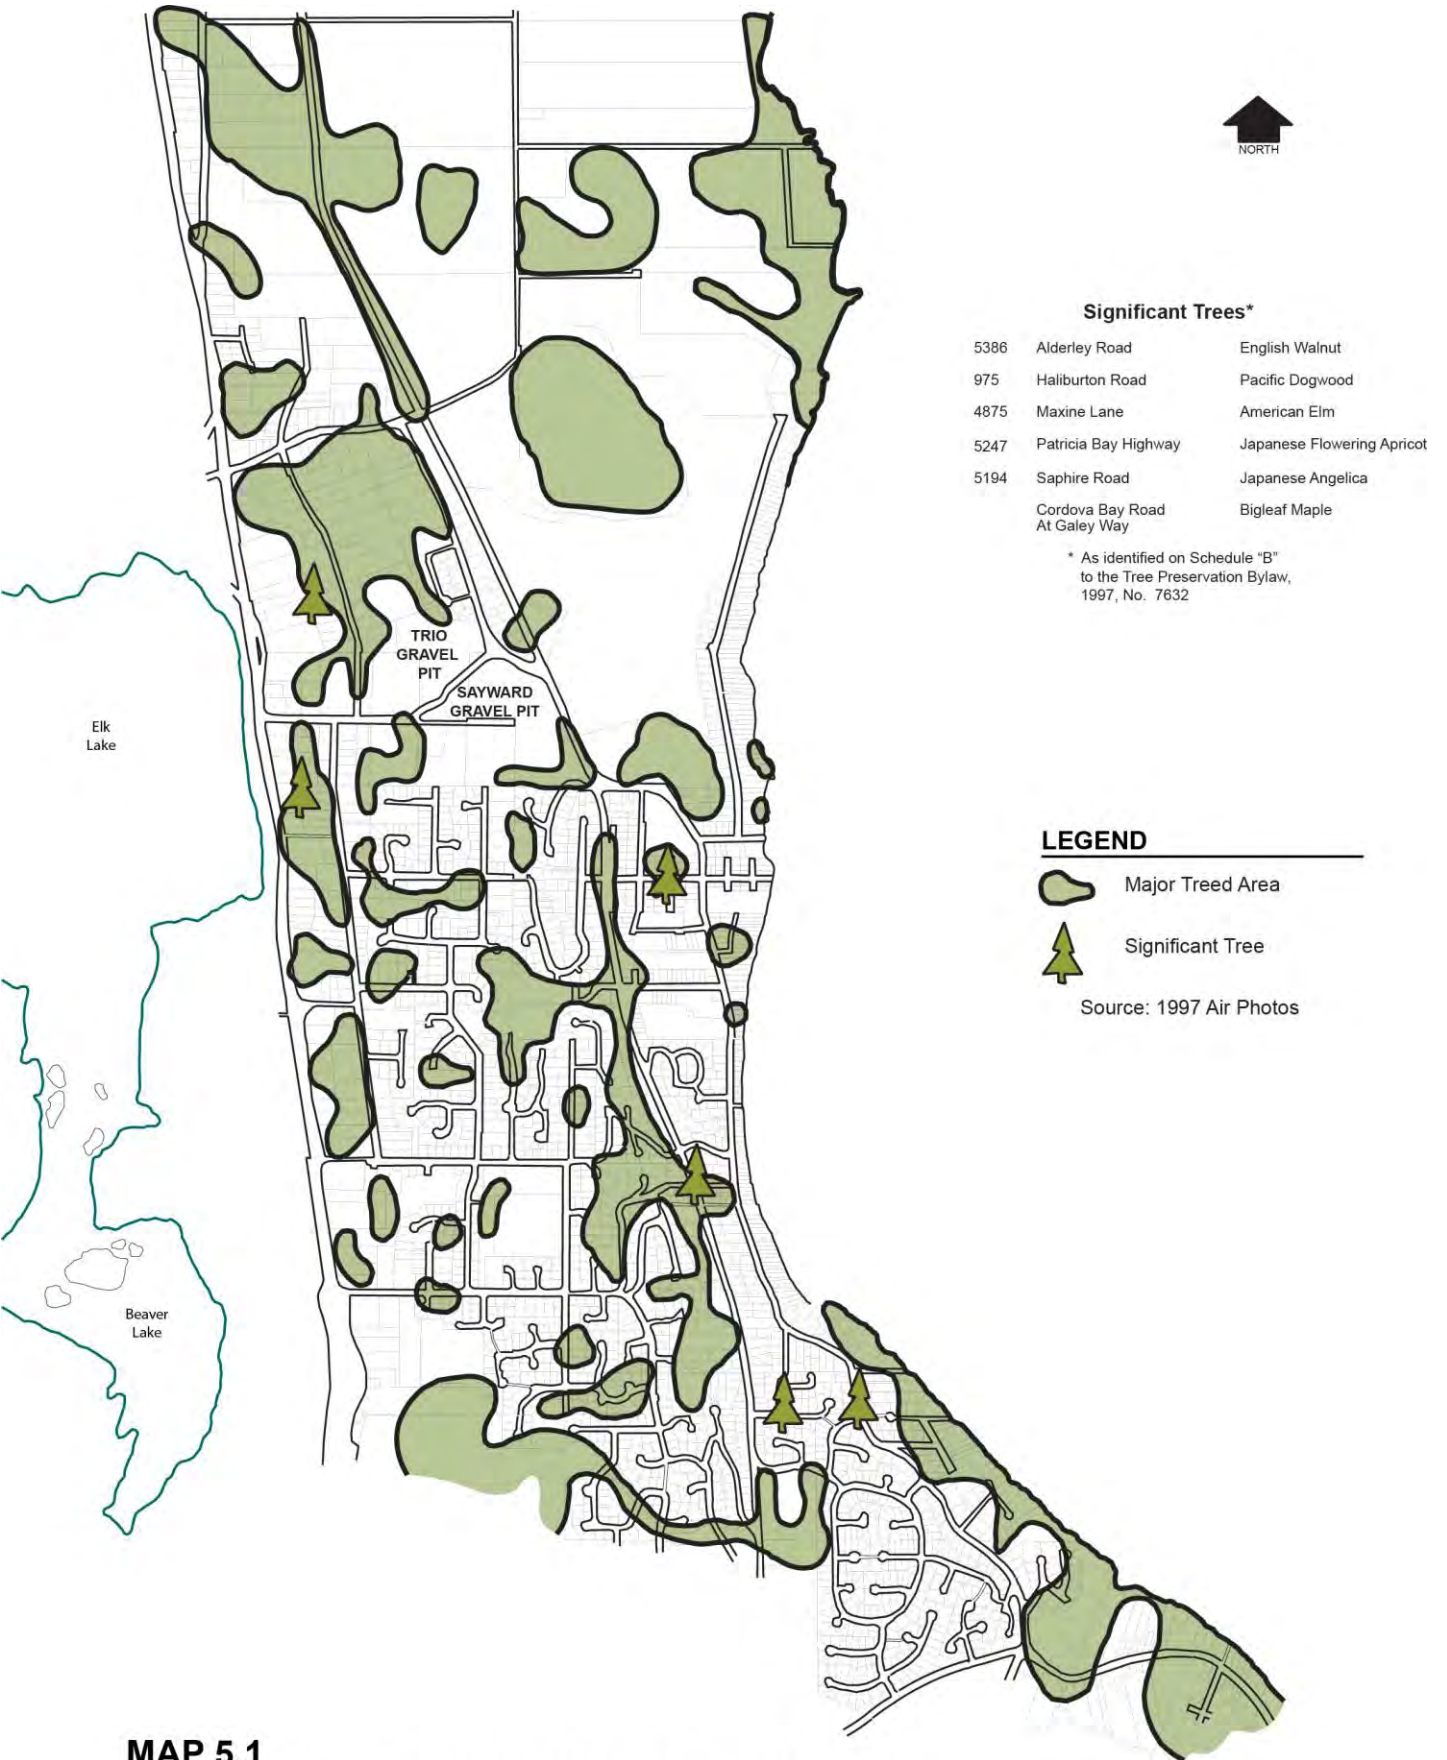 NORTH
Significant Trees*
5386 Alderley Road English Walnut
975 Haliburton Road Pacific Dogwood
4875 Maxine Lane American Elm
5247 Patricia Bay Highway Japanese Flowering Apricot
5194 Saphire Road Japanese Angelica
Cordova Bay Road Bigleaf Maple
At Galey Way
* As identified on Schedule “B”
to the Tree Preservation Bylaw,
1997, No. 7632
TRIO
GRAVEL
PIT
SAYWARD
GRAVEL PIT
Elk
Lake
LEGEND
Major Treed Area
Significant Tree
Source: 1997 Air Photos
Beaver
Lake
MAP 5.1